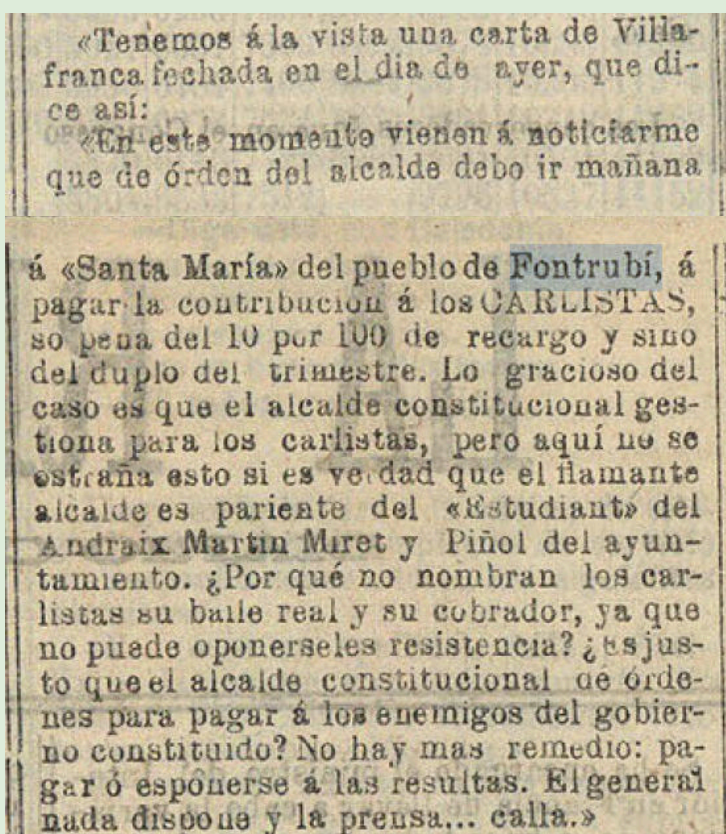 «Tenemos á la vista una carta de Villa-
franca fechada en el dia de ayer, que di-
ce así:
«En este momento vienen á noticiarme
que de órden del alcalde debo ir mañana
á «Santa María» del pueblo de Fontrubí, á
pagar la contribucion á los CARLISTAS,
so pena del 10 por 100 de recargo y sino
del duplo del trimestre. Lo gracioso del
caso es que el alcalde constitucional ges-
tiona para los carlistas, pero aquí no se
estraña esto si es verdad que el flamante
alcalde es pariente del «Estudiant» del
Andraix Martin Miret y Piñol del ayun-
tamiento. ¿Por qué no nombran los car-
listas su baile real y su cobrador, ya que
no puede oponerseles resistencia? ¿es jus-
to que el alcalde constitucional dé órde-
nes para pagar á los enemigos del gobier-
no constituido? No hay mas remedio: pa-
gar ó esponerse á las resultas. El general
nada dispone y la prensa... calla.»